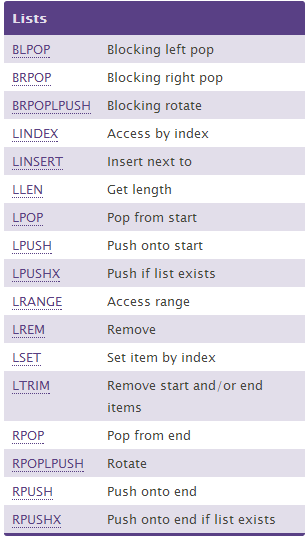 Lists
BLPOP Blocking left pop
BRPOP Blocking right pop
BRPOPLPUSH Blocking rotate
LINDEX Access by index
LINSERT Insert next to
LLEN Get length
LPOP Pop from start
LPUSH Push onto start
LPUSHX Push if list exists
LRANGE Access range
LREM Remove
LSET Set item by index
LTRIM Remove start and/or end
items
RPOP Pop from end
RPOPLPUSH Rotate
RPUSH Push onto end
RPUSHX Push onto end if list exists